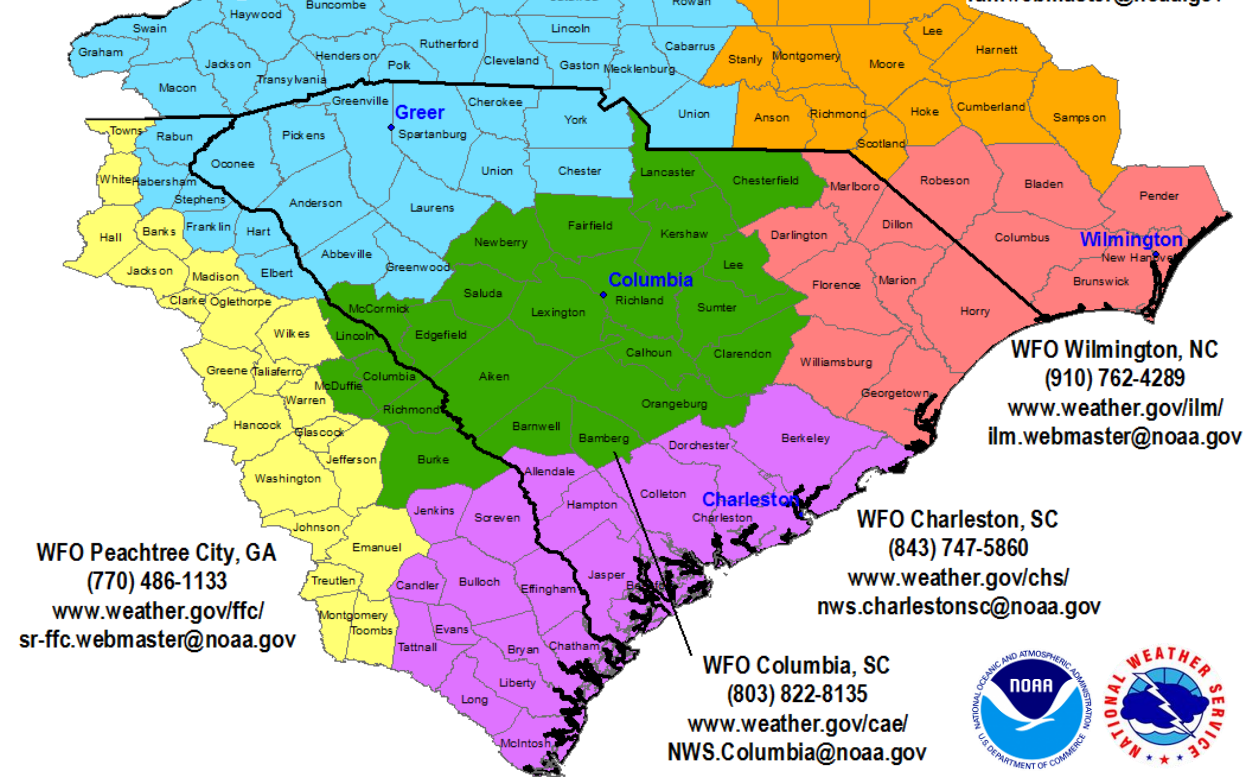 Swain
Haywood
Buncombe
Rowan
Graham
Jackson
Henderson
Rutherford
Lincoln
Cabarrus
Lee
Harnett
Macon
Transylvania
Polk
Cleveland
Gaston
Mecklenburg
Stanly
Montgomery
Moore
Greenville
Cherokee
Union
Anson
Richmond
Hoke
Cumberland
Sampson
Greer
Towns
Rabun
Pickens
Spartanburg
York
Scotland
Oconee
White
Habersham
Union
Chester
Lancaster
Chesterfield
Marlboro
Robeson
Bladen
Stephens
Anderson
Laurens
Pender
Hall
Banks
Franklin
Hart
Fairfield
Kershaw
Darlington
Dillon
Columbus
Wilmington
Newberry
Abbeville
New Hanover
Jackson
Madison
Elbert
Greenwood
Lee
Columbia
Florence
Marion
Brunswick
Clarke
Oglethorpe
McCormick
Saluda
Lexington
Richland
Sumter
Horry
Wilkes
Lincoln
Edgefield
Calhoun
Clarendon
Williamsburg
WFO Wilmington, NC
(910) 762-4289
www.weather.gov/ilm/
ilm.webmaster@noaa.gov
Greene
Taliaferro
McDuffie
Columbia
Aiken
Warren
Richmond
Orangeburg
Georgetown
Hancock
Glascock
Barnwell
Bamberg
Dorchester
Berkeley
Jefferson
Burke
Washington
Allendale
Colleton
Charleston
Hampton
Jenkins
Screven
Charleston
Johnson
Emanuel
WFO Charleston, SC
(843) 747-5860
www.weather.gov/chs/
nws.charlestonsc@noaa.gov
WFO Peachtree City, GA
(770) 486-1133
www.weather.gov/ffc/
sr-ffc.webmaster@noaa.gov
Treutlen
Candler
Bulloch
Effingham
Jasper
Montgomery
Toombs
Evans
Tattnall
Bryan
Chatham
Liberty
Long
McIntosh
WFO Columbia, SC
(803) 822-8135
www.weather.gov/cae/
NWS.Columbia@noaa.gov
NATIONAL OCEANIC AND ATMOSPHERIC ADMINISTRATION
NOAA
U.S. DEPARTMENT OF COMMERCE
NATIONAL WEATHER SERVICE